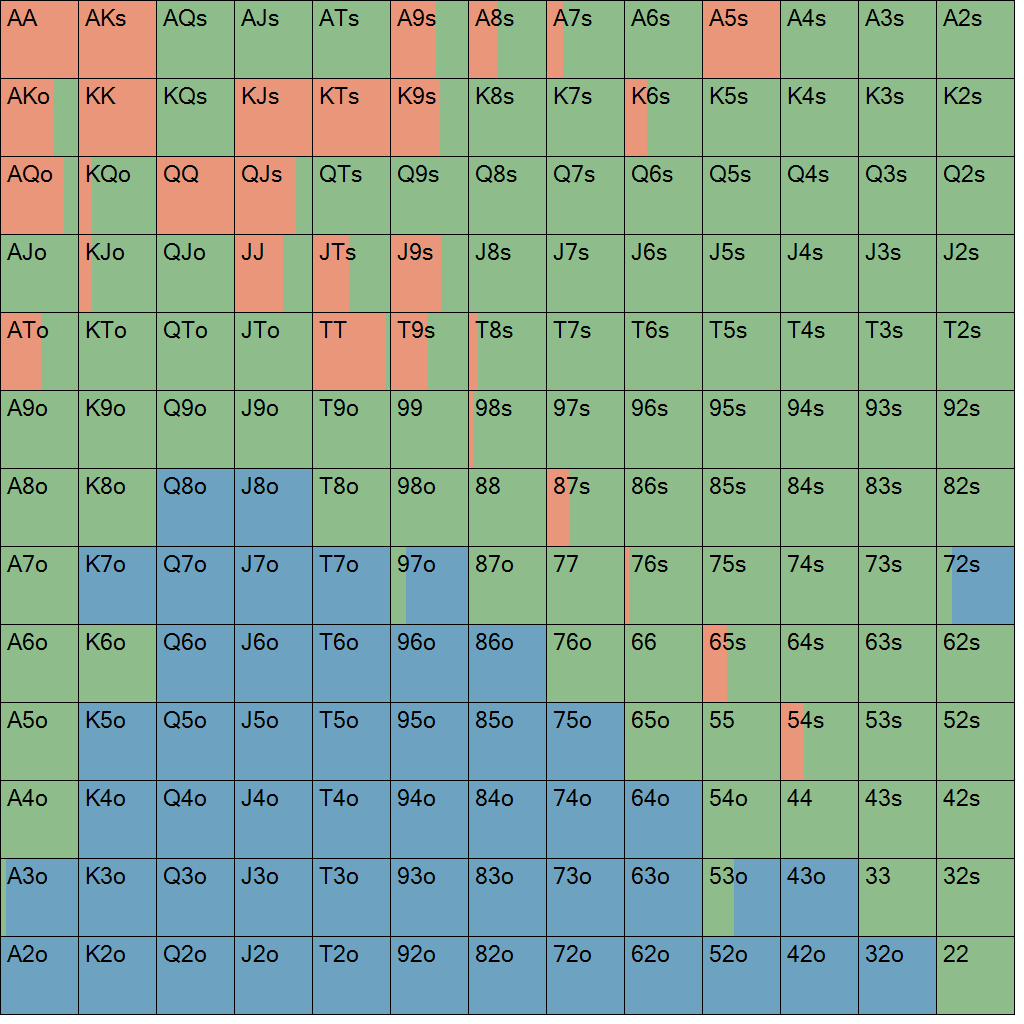 AA AKs AQs AJs ATs A9s A8s A7s A6s A5s A4s A3s A2s
AKo KK KQs KJs KTs K9s K8s K7s K6s K5s K4s K3s K2s
AQo KQo QQ QJs QTs Q9s Q8s Q7s Q6s Q5s Q4s Q3s Q2s
AJo KJo QJo JJ JTs J9s J8s J7s J6s J5s J4s J3s J2s
ATo KTo QTo JTo TT T9s T8s T7s T6s T5s T4s T3s T2s
A9o K9o Q9o J9o T9o 99 98s 97s 96s 95s 94s 93s 92s
A8o K8o Q8o J8o T8o 98o 88 87s 86s 85s 84s 83s 82s
A7o K7o Q7o J7o T7o 97o 87o 77 76s 75s 74s 73s 72s
A6o K6o Q6o J6o T6o 96o 86o 76o 66 65s 64s 63s 62s
A5o K5o Q5o J5o T5o 95o 85o 75o 65o 55 54s 53s 52s
A4o K4o Q4o J4o T4o 94o 84o 74o 64o 54o 44 43s 42s
A3o K3o Q3o J3o T3o 93o 83o 73o 63o 53o 43o 33 32s
A2o K2o Q2o J2o T2o 92o 82o 72o 62o 52o 42o 32o 22